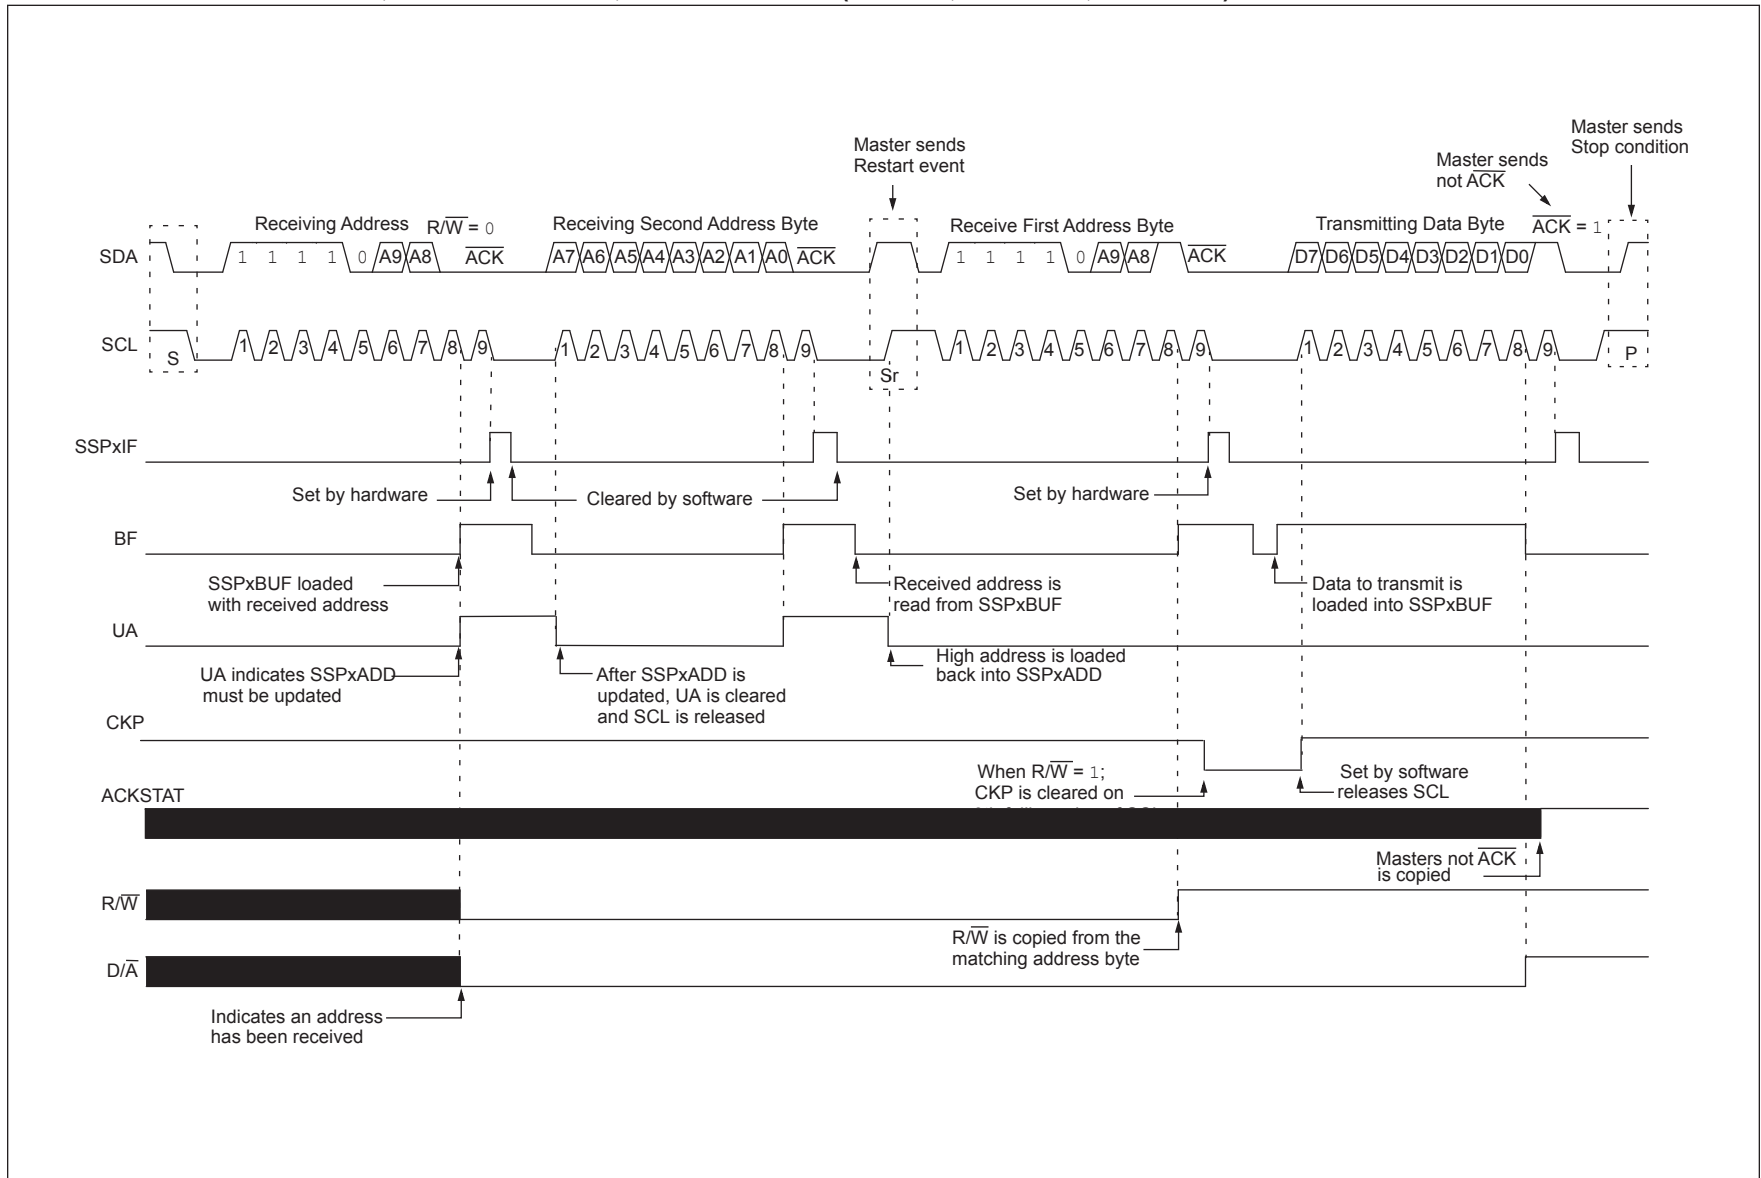 Master sends
Restart event
Master sends
not A̅C̅K̅
Master sends
Stop condition
Receiving Address R/W̅ = 0
Receiving Second Address Byte
Receive First Address Byte
Transmitting Data Byte
A̅C̅K̅ = 1
SDA
1 1 1 1 0 A9 A8 A̅C̅K̅ A7 A6 A5 A4 A3 A2 A1 A0 A̅C̅K̅ 1 1 1 1 0 A9 A8 A̅C̅K̅ D7 D6 D5 D4 D3 D2 D1 D0
SCL
S 1 2 3 4 5 6 7 8 9 1 2 3 4 5 6 7 8 9 Sr 1 2 3 4 5 6 7 8 9 1 2 3 4 5 6 7 8 9 P
SSPxIF
Set by hardware
Cleared by software
Set by hardware
BF
SSPxBUF loaded
with received address
Received address is
read from SSPxBUF
Data to transmit is
loaded into SSPxBUF
UA
UA indicates SSPxADD
must be updated
After SSPxADD is
updated, UA is cleared
and SCL is released
High address is loaded
back into SSPxADD
CKP
When R/W̅ = 1;
CKP is cleared on
Set by software
releases SCL
ACKSTAT
Masters not A̅C̅K̅
is copied
R/W̅
R/W̅ is copied from the
matching address byte
D/A̅
Indicates an address
has been received